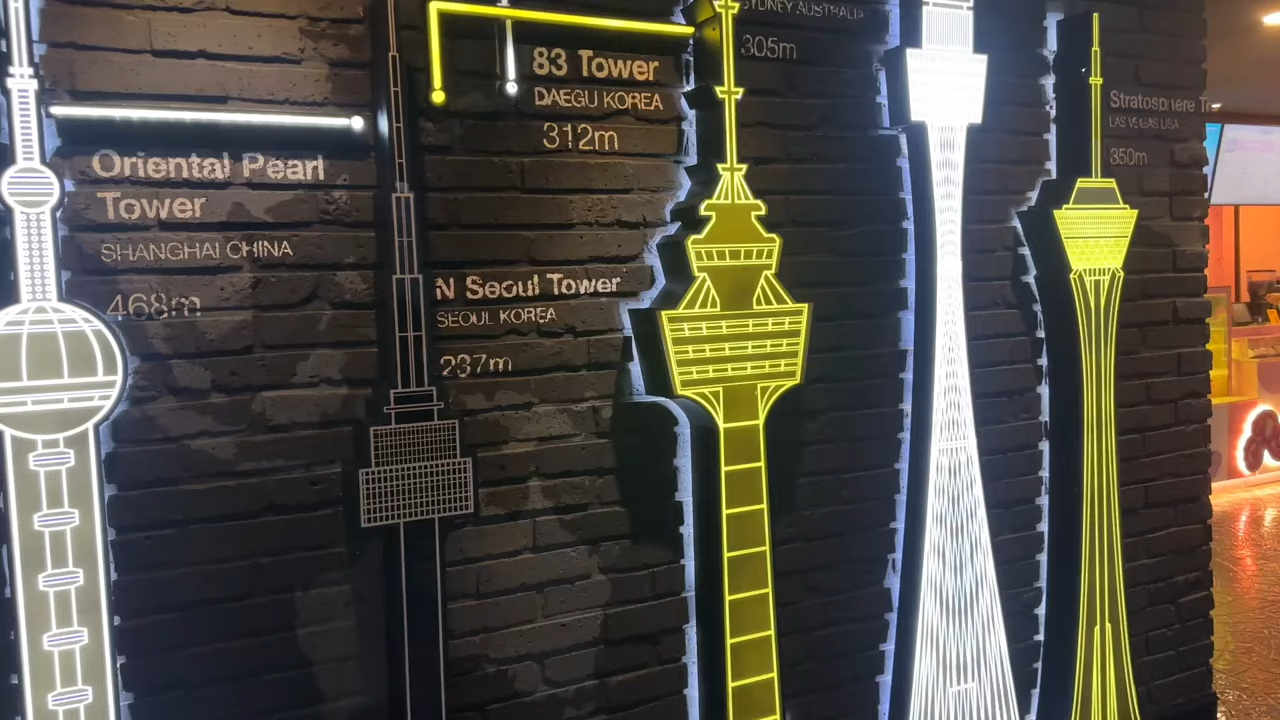 Oriental Pearl
Tower
SHANGHAI CHINA
468m
N Seoul Tower
SEOUL KOREA
237m
83 Tower
DAEGU KOREA
312m
SYDNEY AUSTRALIA
305m
Stratosphere
LAS VEGAS USA
350m